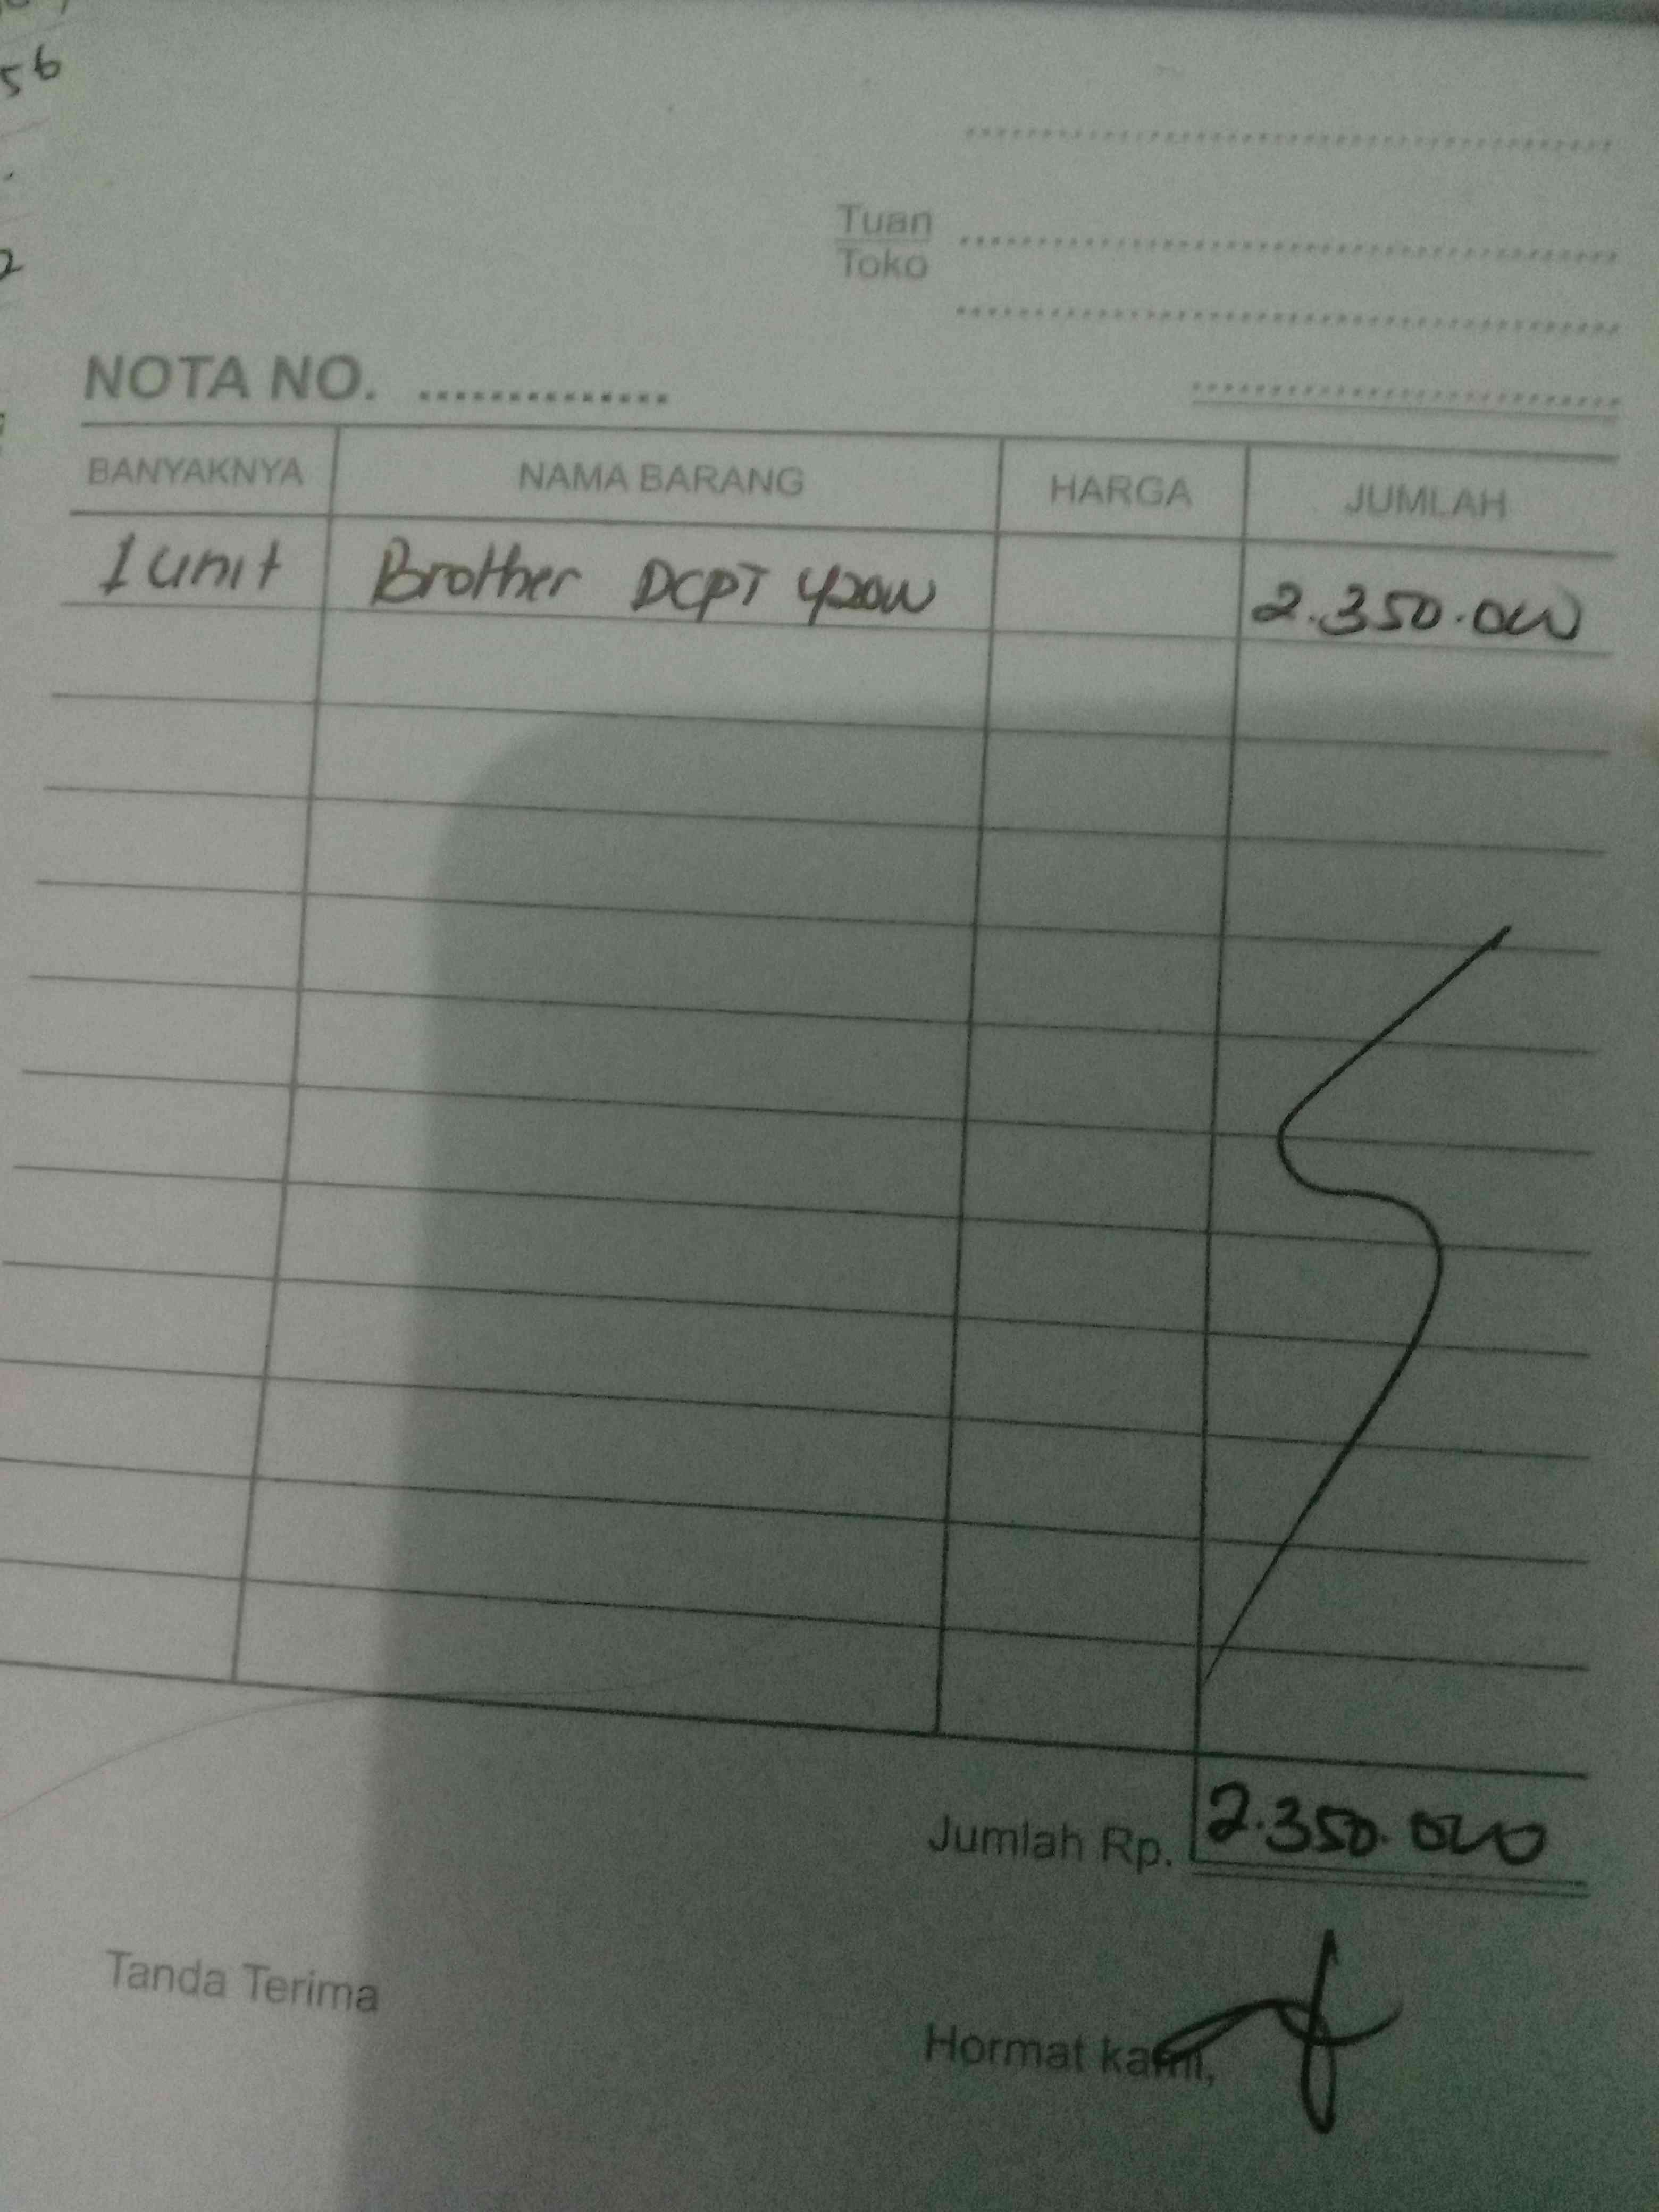 56
2
Tuan
Toko
NOTA NO. ..............
BANYAKNYA NAMA BARANG HARGA JUMLAH
1 unit Brother DCPT 420W 2.350.000
Jumlah Rp. 2.350.000
Tanda Terima
Hormat kami,